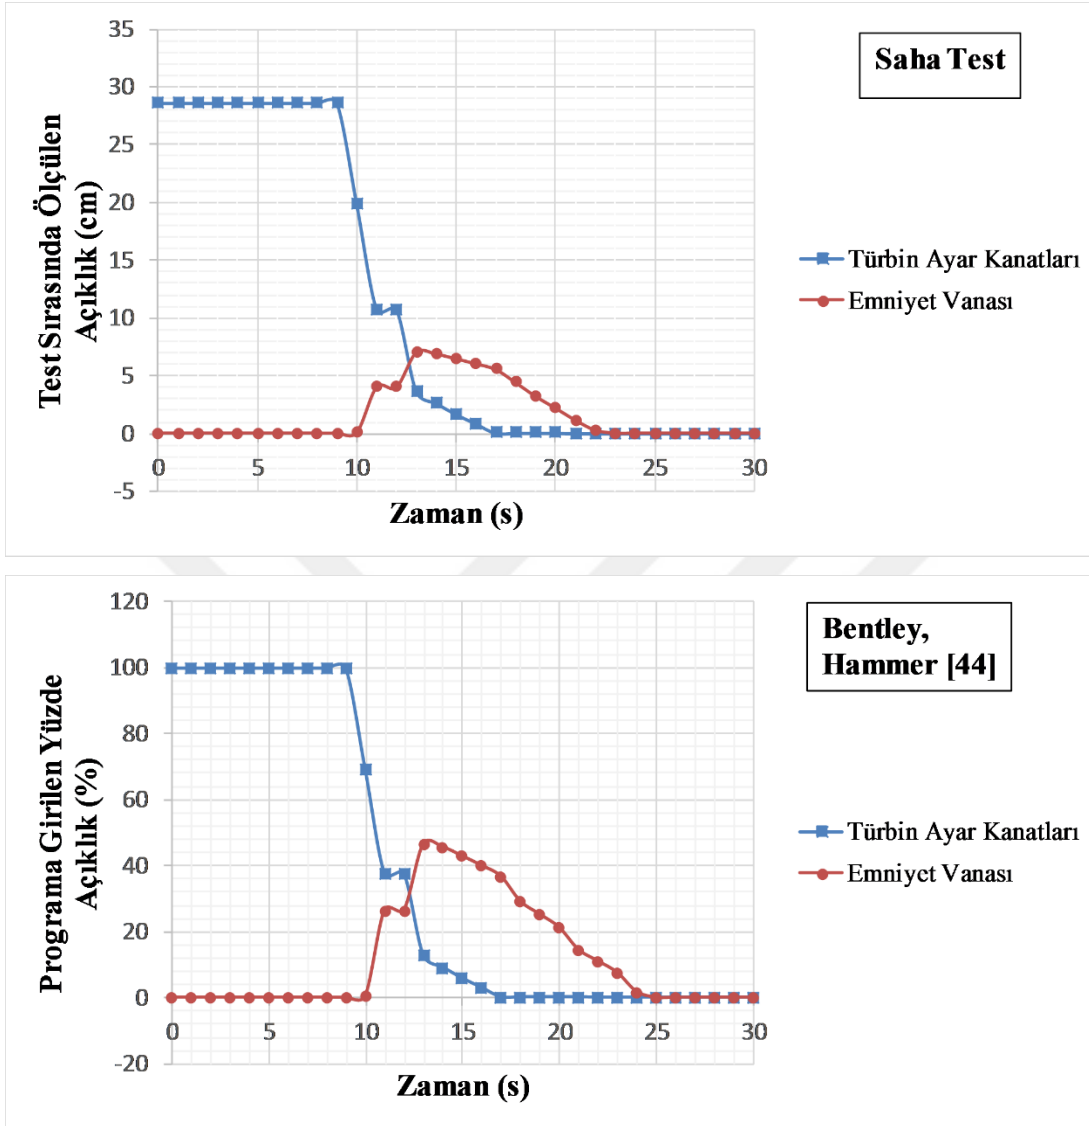 35
30
25
20
15
10
5
0
-5
0 5 10 15 20 25 30
Test Sırasında Ölçülen
Açıklık (cm)
Zaman (s)
Saha Test
Türbin Ayar Kanatları
Emniyet Vanası
120
100
80
60
40
20
0
-20
0 5 10 15 20 25 30
Programa Girilen Yüzde
Açıklık (%)
Zaman (s)
Bentley,
Hammer [44]
Türbin Ayar Kanatları
Emniyet Vanası